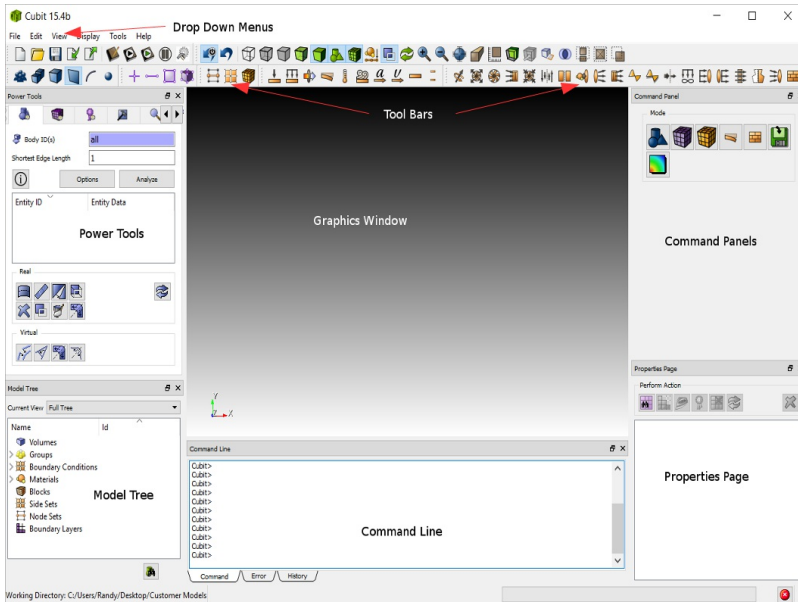 Cubit 15.4b
Drop Down Menus
File Edit View Display Tools Help
Power Tools
Command Panel
Tool Bars
Mode
Body ID(s) all
Shortest Edge Length 1
Options Analyze
Entity ID Entity Data
Power Tools
Graphics Window
Command Panels
Real
Virtual
Properties Page
Perform Action
Model Tree
Current View Full Tree
Name Id
Volumes
Groups
Boundary Conditions
Materials
Blocks
Side Sets
Node Sets
Boundary Layers
Model Tree
Y
Z X
Command Line
Cubit>
Cubit>
Cubit>
Cubit>
Cubit>
Cubit>
Cubit>
Cubit>
Cubit>
Cubit>
Cubit>
Command Line
Properties Page
Command Error History
Working Directory: C:/Users/Randy/Desktop/Customer Models